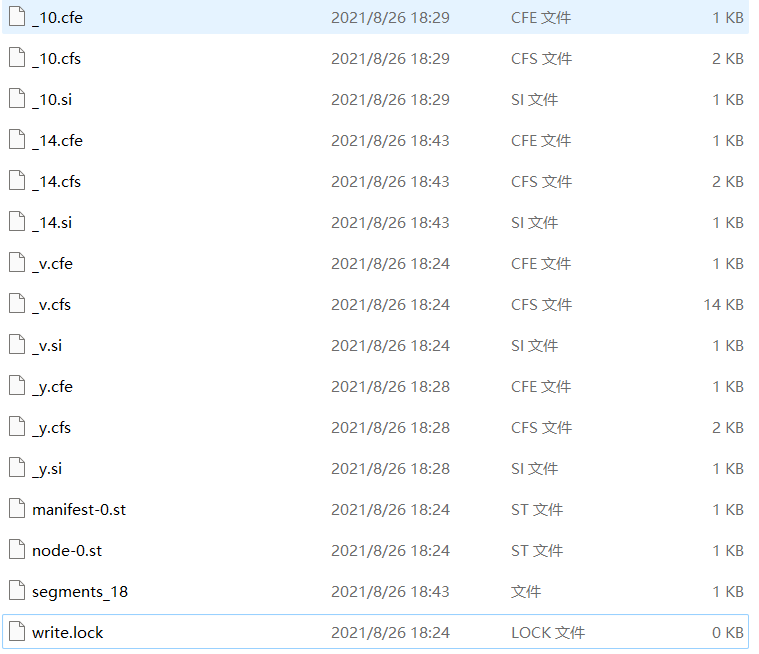 _10.cfe 2021/8/26 18:29 CFE 文件 1 KB
_10.cfs 2021/8/26 18:29 CFS 文件 2 KB
_10.si 2021/8/26 18:29 SI 文件 1 KB
_14.cfe 2021/8/26 18:43 CFE 文件 1 KB
_14.cfs 2021/8/26 18:43 CFS 文件 2 KB
_14.si 2021/8/26 18:43 SI 文件 1 KB
_v.cfe 2021/8/26 18:24 CFE 文件 1 KB
_v.cfs 2021/8/26 18:24 CFS 文件 14 KB
_v.si 2021/8/26 18:24 SI 文件 1 KB
_y.cfe 2021/8/26 18:28 CFE 文件 1 KB
_y.cfs 2021/8/26 18:28 CFS 文件 2 KB
_y.si 2021/8/26 18:28 SI 文件 1 KB
manifest-0.st 2021/8/26 18:24 ST 文件 1 KB
node-0.st 2021/8/26 18:24 ST 文件 1 KB
segments_18 2021/8/26 18:43 文件 1 KB
write.lock 2021/8/26 18:24 LOCK 文件 0 KB